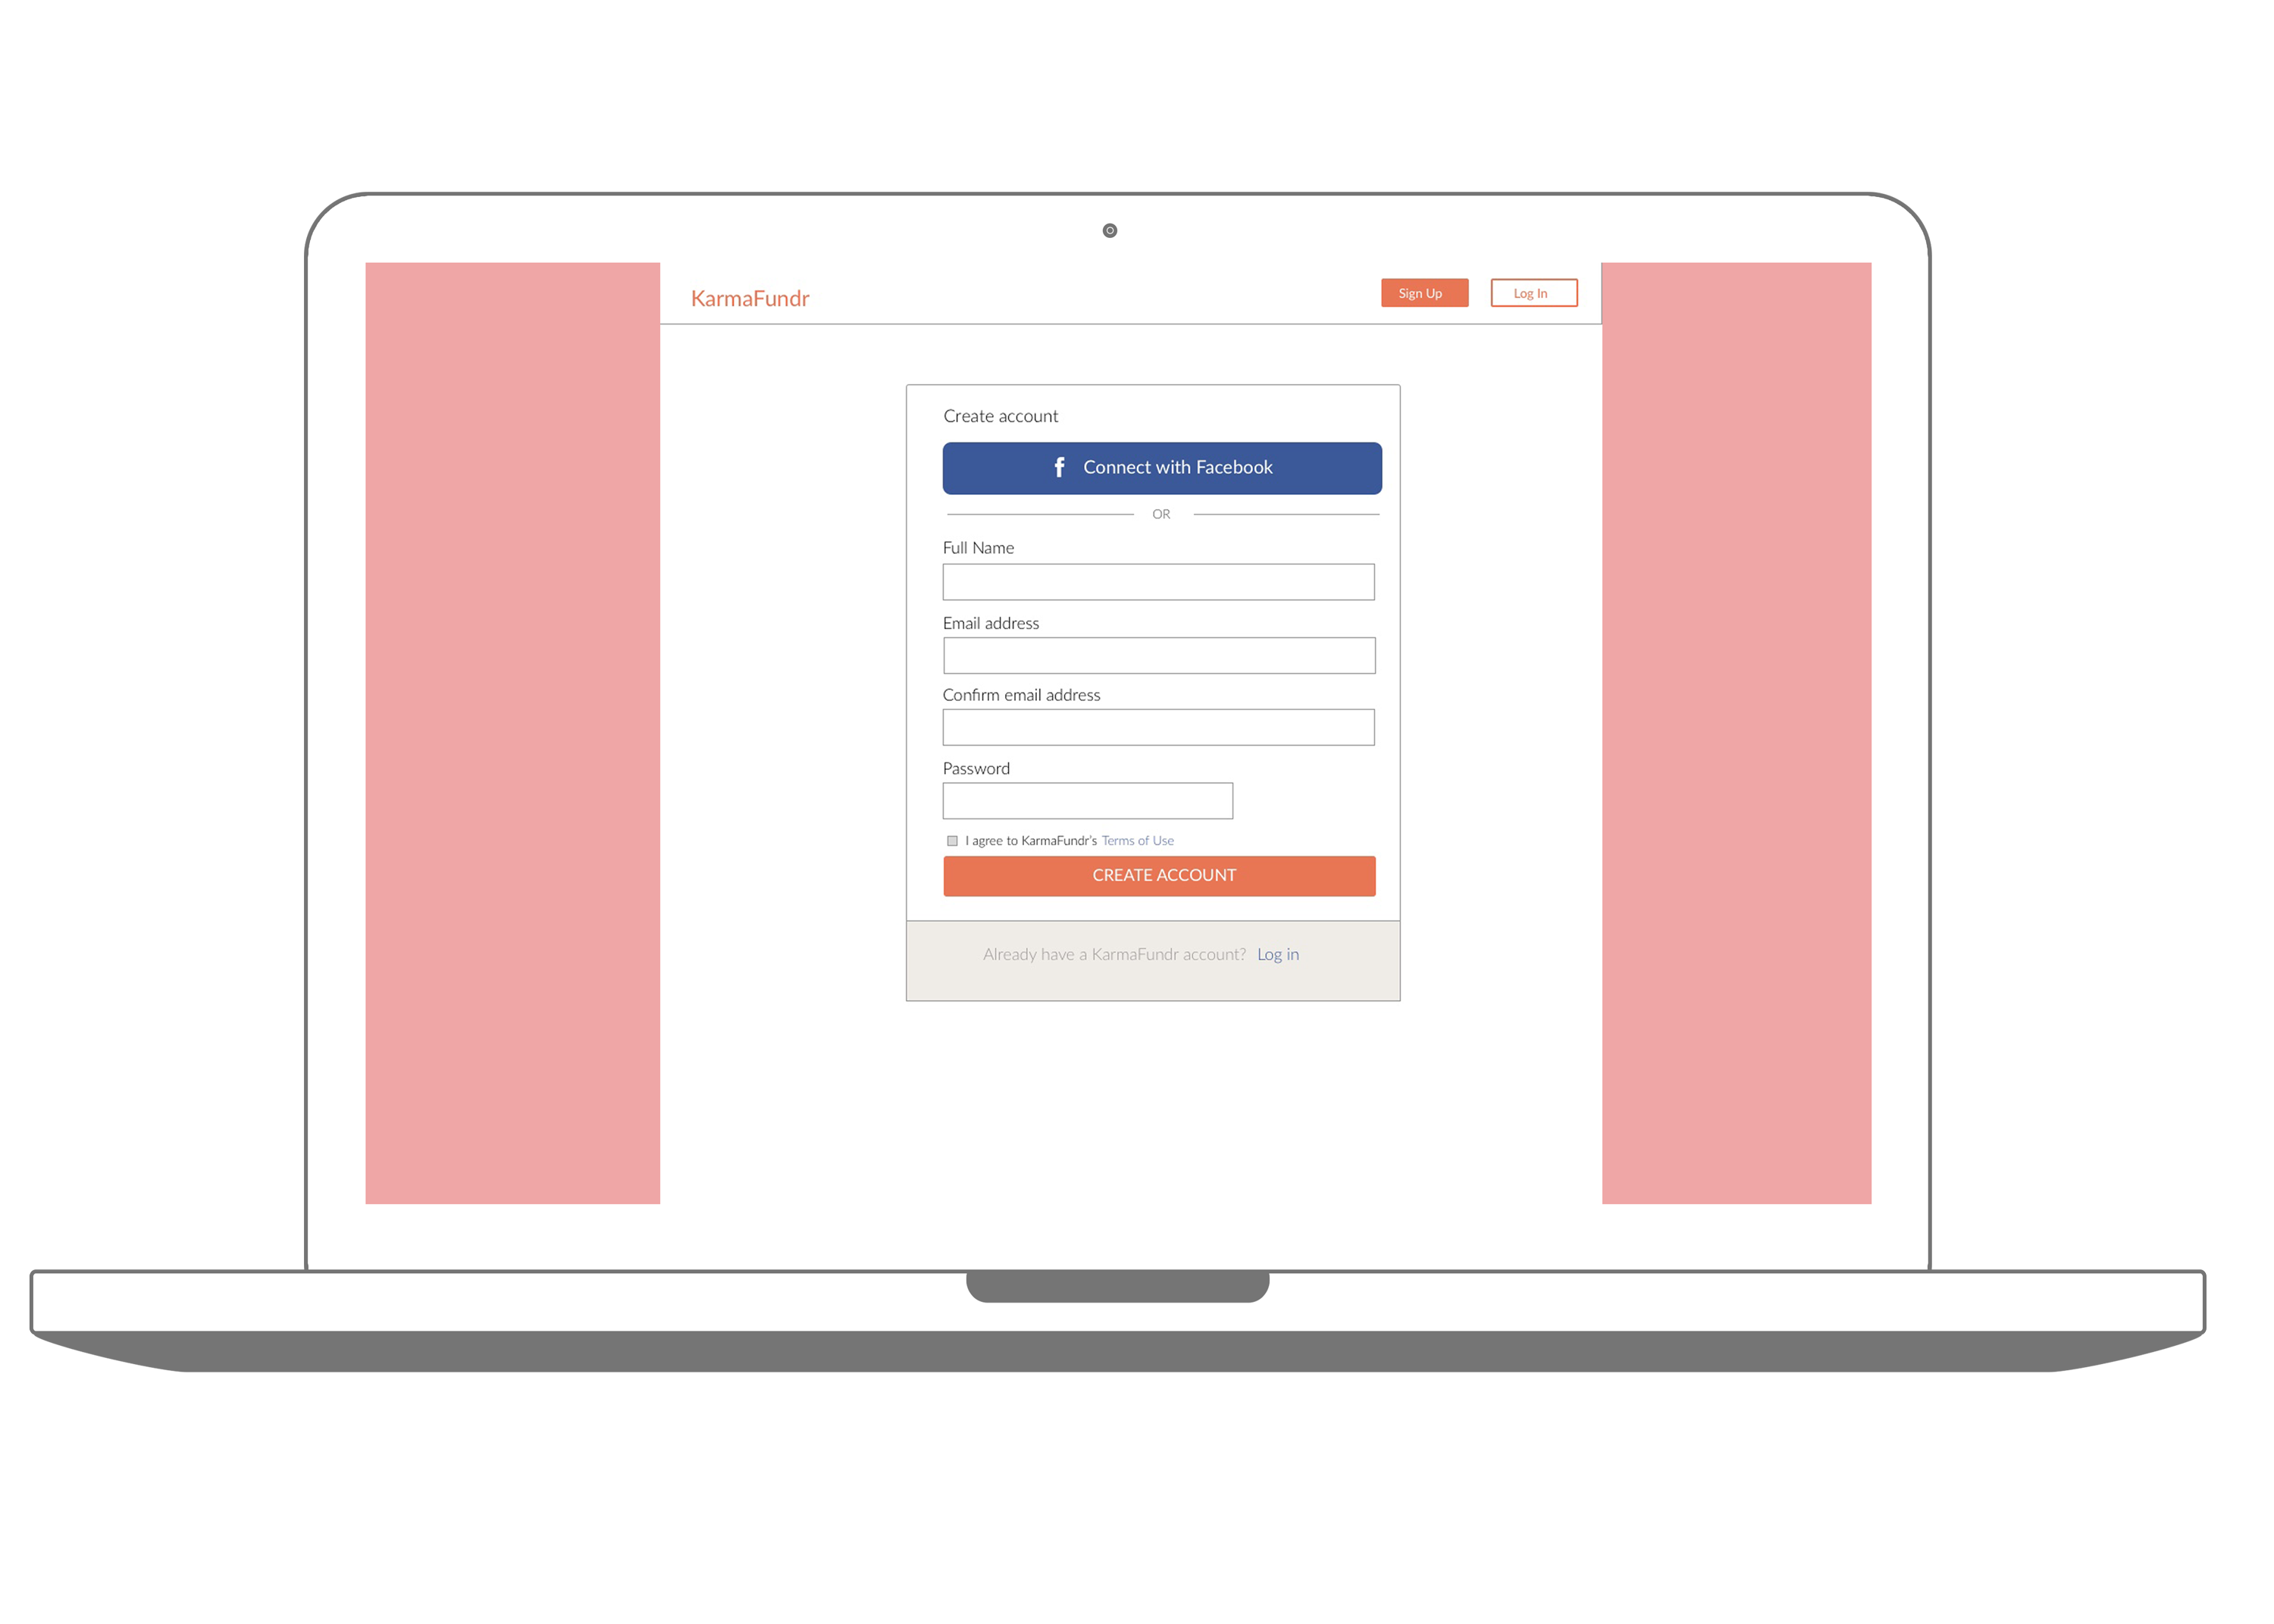 KarmaFundr
Sign Up
Log In
Create account
f Connect with Facebook
OR
Full Name
Email address
Confirm email address
Password
I agree to KarmaFundr's Terms of Use
CREATE ACCOUNT
Already have a KarmaFundr account? Log in